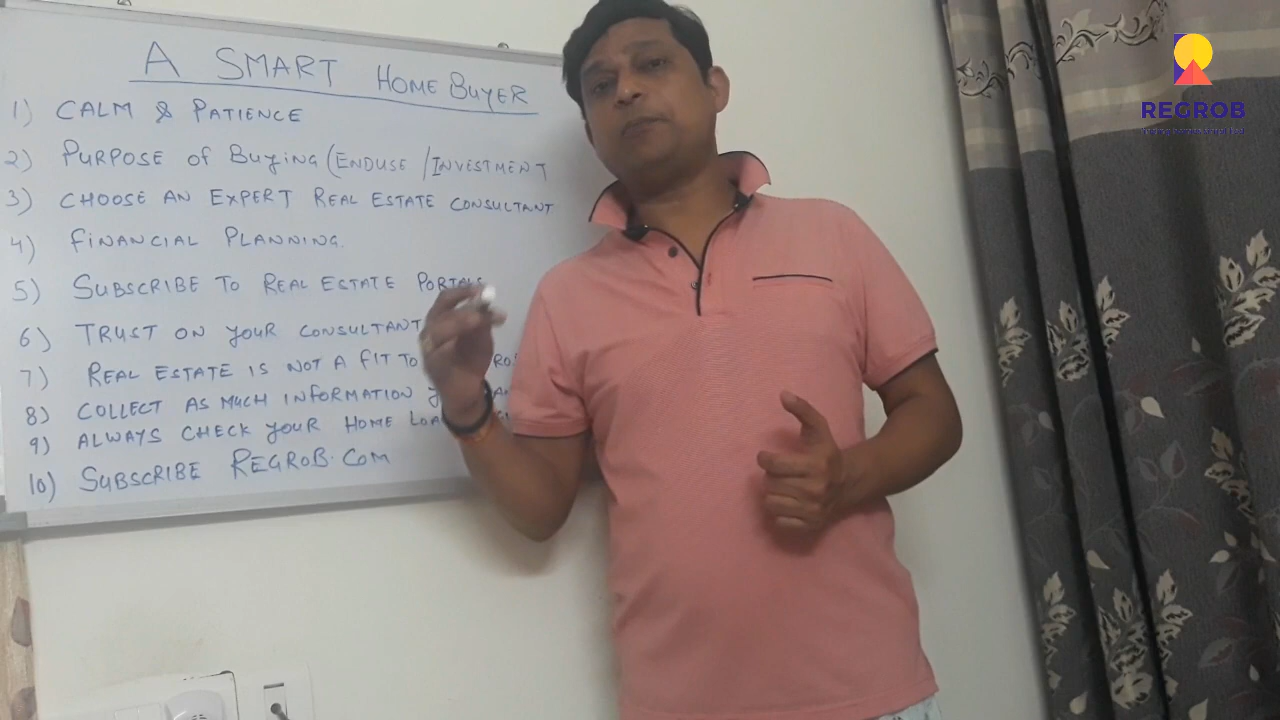 A SMART HOME BUYER
1) CALM & PATIENCE
2) PURPOSE OF BUYING (ENDUSE / INVESTMENT
3) CHOOSE AN EXPERT REAL ESTATE CONSULTANT
4) FINANCIAL PLANNING.
5) SUBSCRIBE TO REAL ESTATE PORTALS
6) TRUST ON YOUR CONSULTANT
7) REAL ESTATE IS NOT A FIT TO
8) COLLECT AS MUCH INFORMATION
9) ALWAYS CHECK YOUR HOME
10) SUBSCRIBE REGROB.COM
REGROB